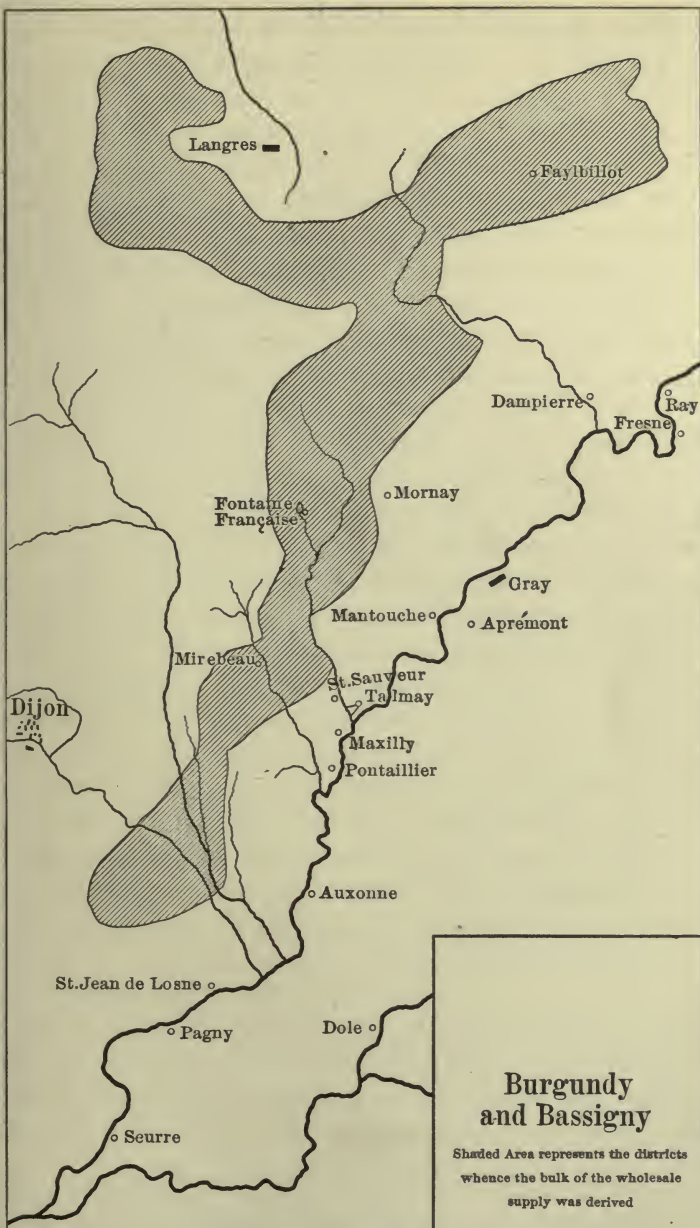 Langres
Faylbillot
Dampierre
Ray
Fresne
Mornay
Fontaine
Française
Gray
Mantouche
Aprémont
Mirebeau
St. Sauveur
Talmay
Dijon
Maxilly
Pontaillier
Auxonne
St. Jean de Losne
Pagny
Dole
Seurre
Burgundy
and Bassigny
Shaded Area represents the districts
whence the bulk of the wholesale
supply was derived